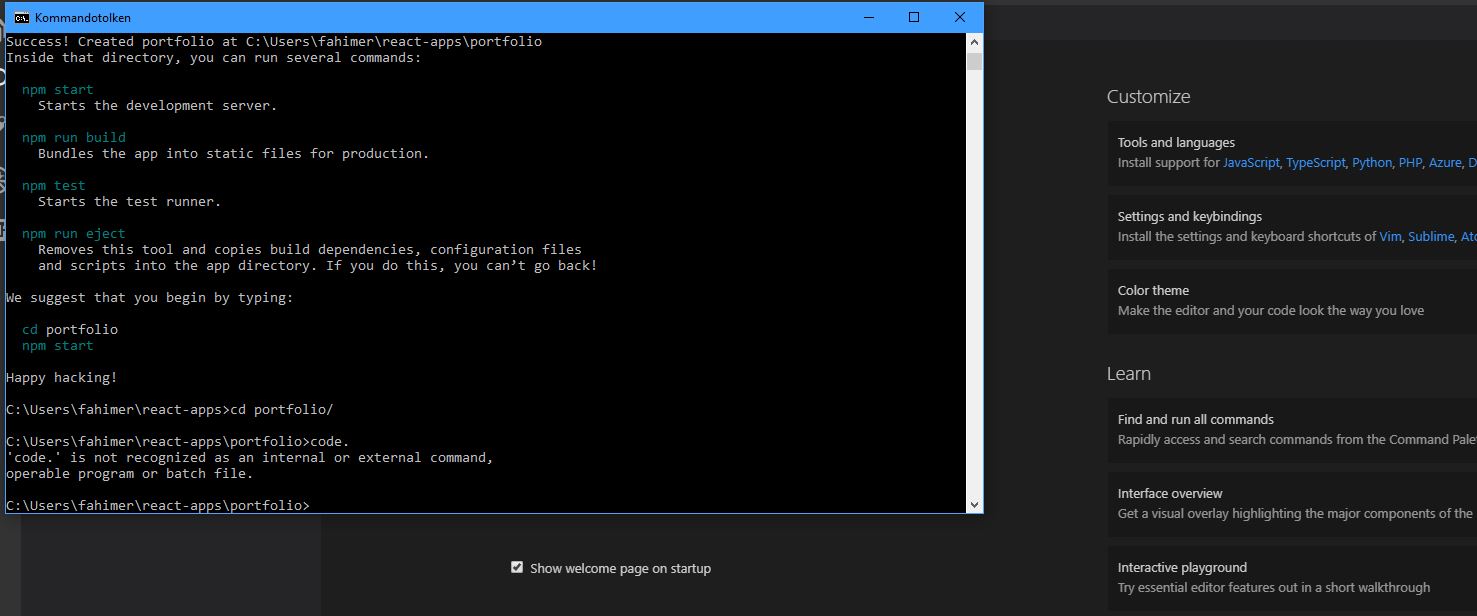 Kommandotolken
Success! Created portfolio at C:\Users\fahimer\react-apps\portfolio
Inside that directory, you can run several commands:
npm start
Starts the development server.
npm run build
Bundles the app into static files for production.
npm test
Starts the test runner.
npm run eject
Removes this tool and copies build dependencies, configuration files
and scripts into the app directory. If you do this, you can’t go back!
We suggest that you begin by typing:
cd portfolio
npm start
Happy hacking!
C:\Users\fahimer\react-apps>cd portfolio/
C:\Users\fahimer\react-apps\portfolio>code.
'code.' is not recognized as an internal or external command,
operable program or batch file.
C:\Users\fahimer\react-apps\portfolio>
Show welcome page on startup
Customize
Tools and languages
Install support for JavaScript, TypeScript, Python, PHP, Azure, D
Settings and keybindings
Install the settings and keyboard shortcuts of Vim, Sublime, Ato
Color theme
Make the editor and your code look the way you love
Learn
Find and run all commands
Rapidly access and search commands from the Command Pale
Interface overview
Get a visual overlay highlighting the major components of the
Interactive playground
Try essential editor features out in a short walkthrough